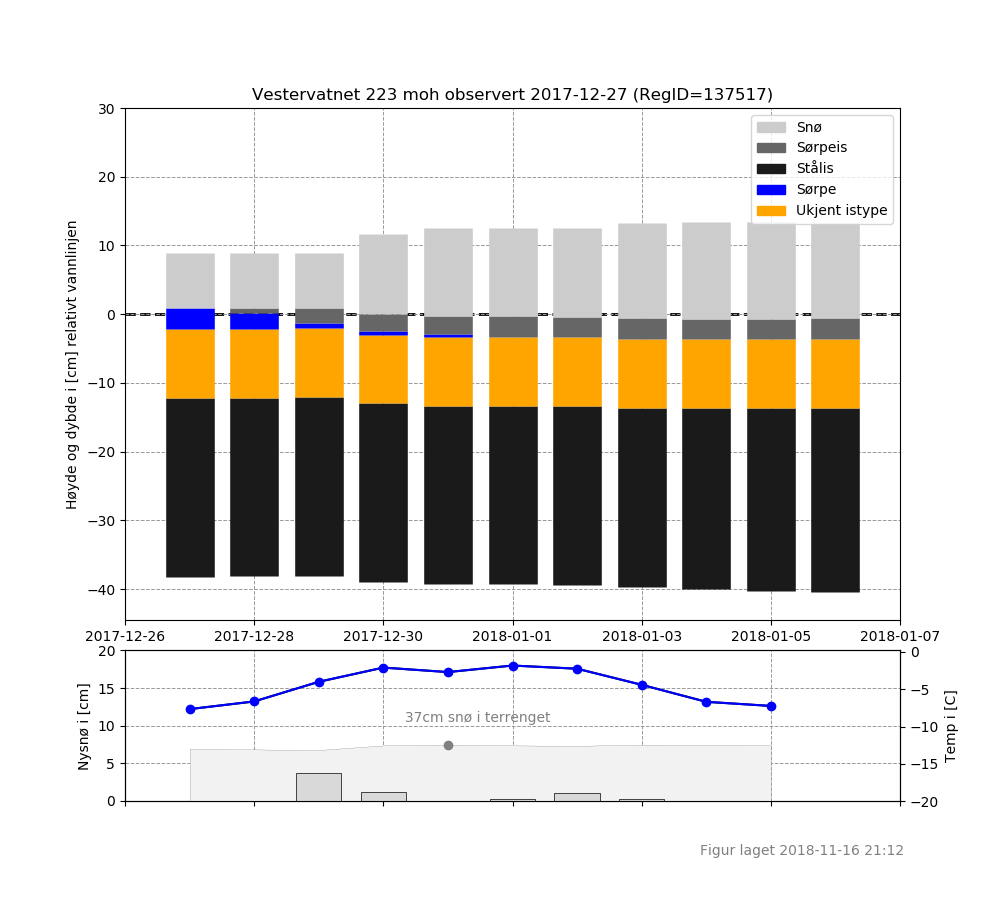 Vestervatnet 223 moh observert 2017-12-27 (RegID=137517)
Høyde og dybde i [cm] relativt vannlinjen
30
20
10
0
−10
−20
−30
−40
Snø
Sørpeis
Stålis
Sørpe
Ukjent istype
2017-12-26 2017-12-28 2017-12-30 2018-01-01 2018-01-03 2018-01-05 2018-01-07
Nysnø i [cm]
20
15
10
5
0
37cm snø i terrenget
0
−5
−10
−15
−20
Temp i [C]
Figur laget 2018-11-16 21:12